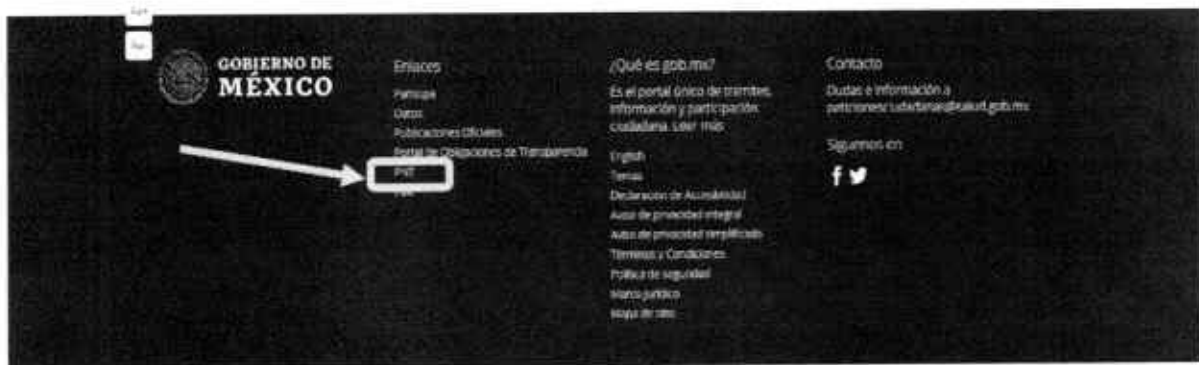 GOBIERNO DE
MÉXICO
Enlaces
Participa
Datos
Publicaciones Oficiales
Portal de Obligaciones de Transparencia
PNT
¿Qué es gob.mx?
Es el portal único de trámites,
información y participación
ciudadana. Leer más
English
Temas
Declaración de Accesibilidad
Aviso de privacidad integral
Aviso de privacidad simplificado
Términos y Condiciones
Política de seguridad
Marco jurídico
Mapa de sitio
Contacto
Dudas e información a
Síguenos en